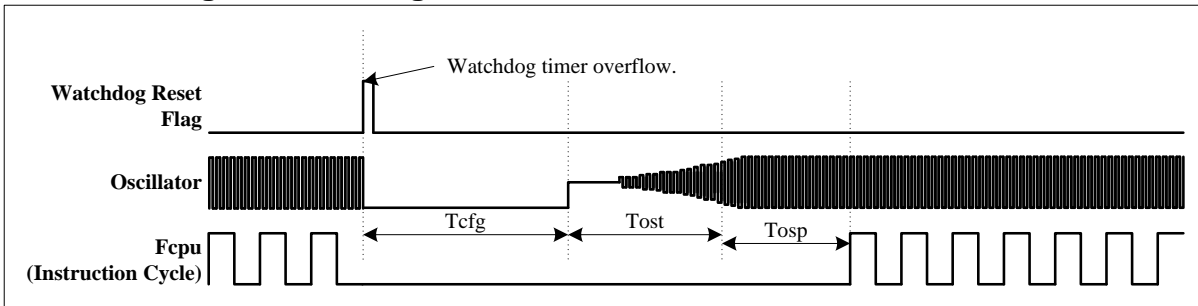 Watchdog timer overflow.
Watchdog Reset
Flag
Oscillator
Tcfg
Tost
Tosp
Fcpu
(Instruction Cycle)